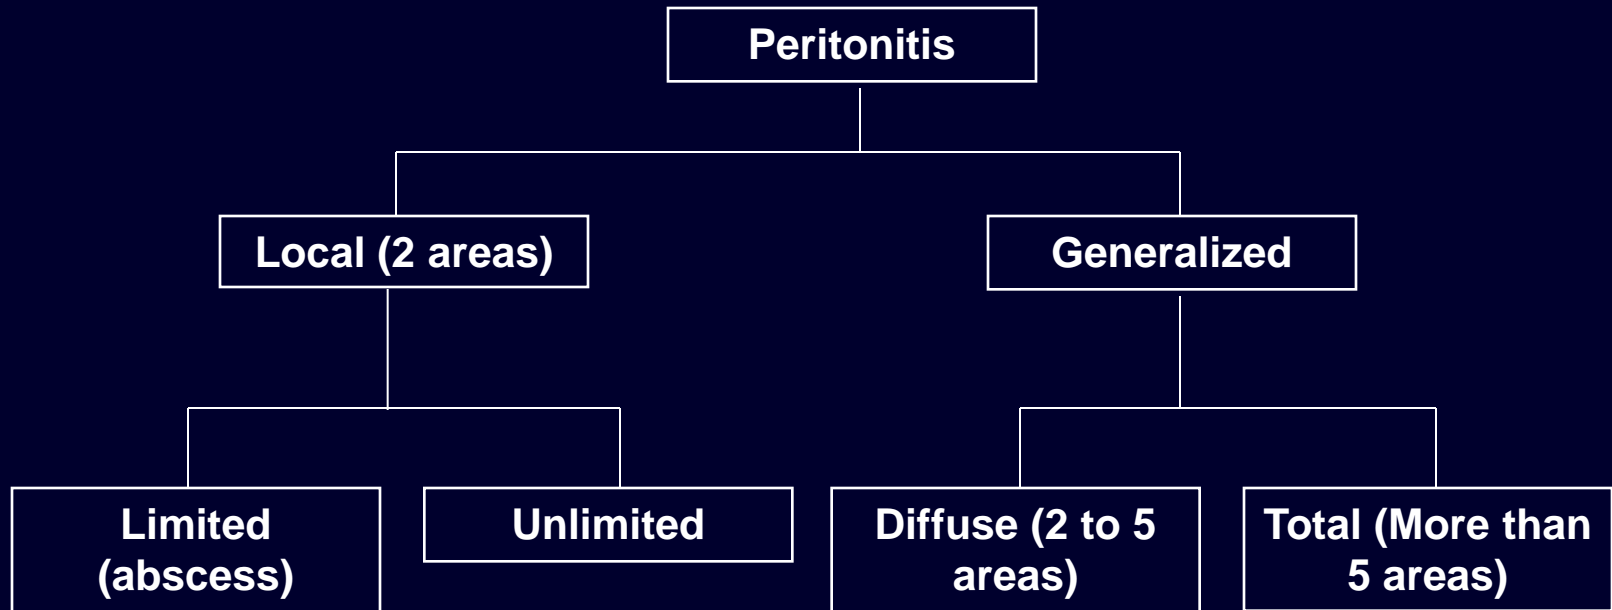 Peritonitis
Local (2 areas)
Generalized
Limited
(abscess)
Unlimited
Diffuse (2 to 5
areas)
Total (More than
5 areas)